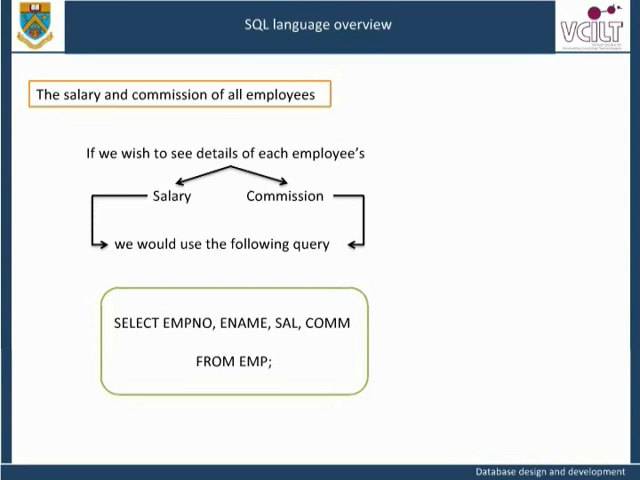 SQL language overview
VCILT
The salary and commission of all employees
If we wish to see details of each employee's
Salary Commission
we would use the following query
SELECT EMPNO, ENAME, SAL, COMM
FROM EMP;
Database design and development